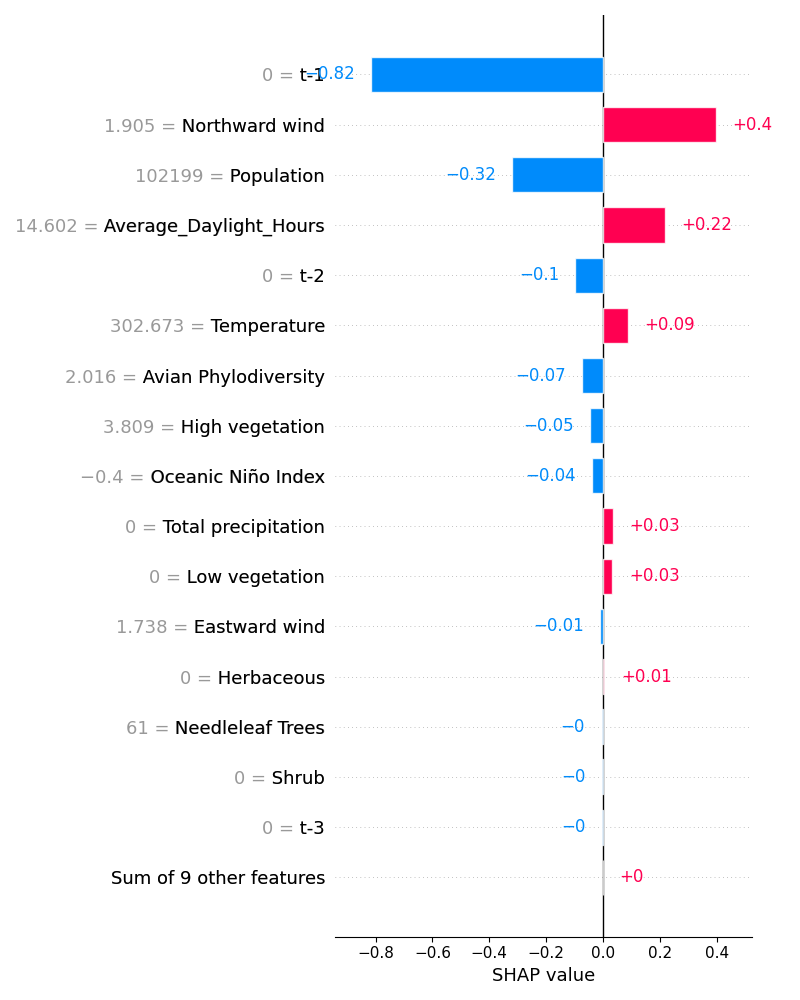 0 = t-1 −0.82
1.905 = Northward wind +0.4
102199 = Population −0.32
14.602 = Average_Daylight_Hours +0.22
0 = t-2 −0.1
302.673 = Temperature +0.09
2.016 = Avian Phylodiversity −0.07
3.809 = High vegetation −0.05
−0.4 = Oceanic Niño Index −0.04
0 = Total precipitation +0.03
0 = Low vegetation +0.03
1.738 = Eastward wind −0.01
0 = Herbaceous +0.01
61 = Needleleaf Trees −0
0 = Shrub −0
0 = t-3 −0
Sum of 9 other features +0
−0.8 −0.6 −0.4 −0.2 0.0 0.2 0.4
SHAP value